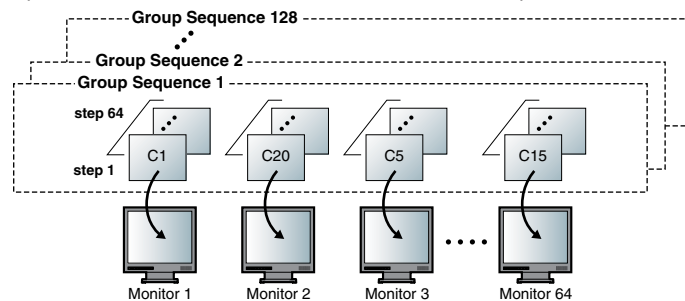 Group Sequence 128
Group Sequence 2
Group Sequence 1
step 64
step 1
C1
C20
C5
C15
Monitor 1
Monitor 2
Monitor 3
Monitor 64